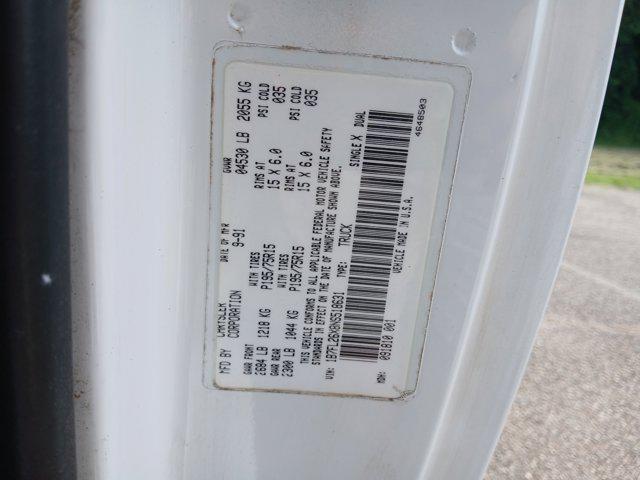 MFD BY CHRYSLER CORPORATION DATE OF MFR 9-91 GVWR 04530 LB 2055 KG
GAWR FRONT 2684 LB 1218 KG WITH TIRES P195/75R15 RIMS AT 15 X 6.0 PSI COLD 035
GAWR REAR 2300 LB 1044 KG WITH TIRES P195/75R15 RIMS AT 15 X 6.0 PSI COLD 035
THIS VEHICLE CONFORMS TO ALL APPLICABLE FEDERAL MOTOR VEHICLE SAFETY
STANDARDS IN EFFECT ON THE DATE OF MANUFACTURE SHOWN ABOVE.
1B7FL26X8NS518631 TYPE: TRUCK SINGLE X DUAL
MDH: 091810 001 VEHICLE MADE IN U.S.A.
4648503